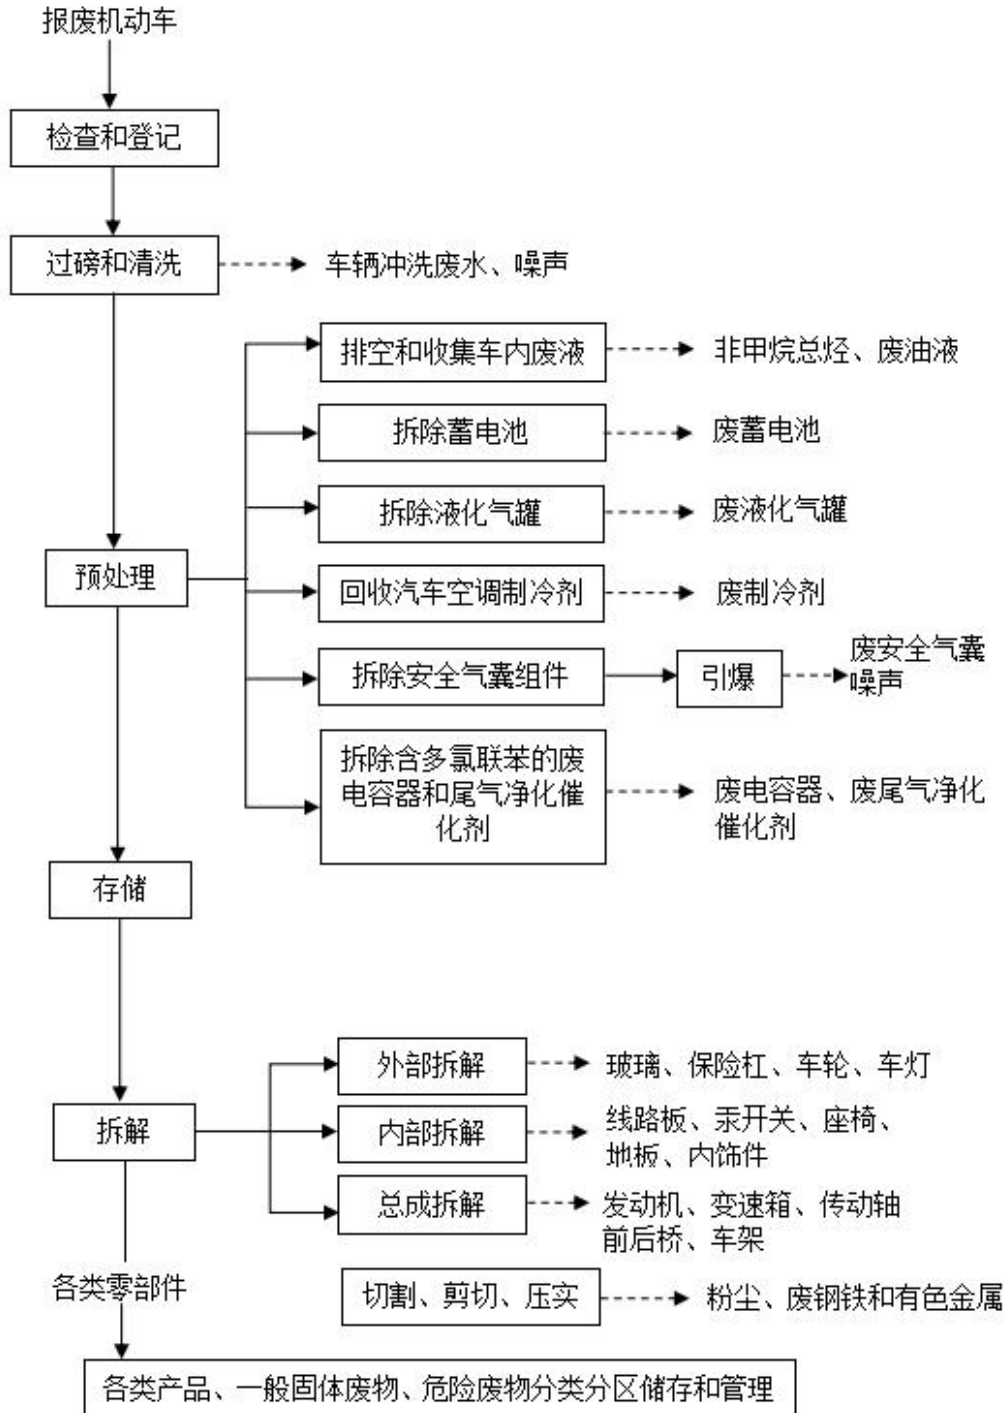 报废机动车
检查和登记
过磅和清洗
车辆冲洗废水、噪声
排空和收集车内废液
非甲烷总烃、废油液
拆除蓄电池
废蓄电池
拆除液化气罐
废液化气罐
预处理
回收汽车空调制冷剂
废制冷剂
拆除安全气囊组件
引爆
废安全气囊
噪声
拆除含多氯联苯的废
电容器和尾气净化催
化剂
废电容器、废尾气净化
催化剂
存储
外部拆解
玻璃、保险杠、车轮、车灯
拆解
内部拆解
线路板、汞开关、座椅、
地板、内饰件
总成拆解
发动机、变速箱、传动轴
前后桥、车架
各类零部件
切割、剪切、压实
粉尘、废钢铁和有色金属
各类产品、一般固体废物、危险废物分类分区储存和管理